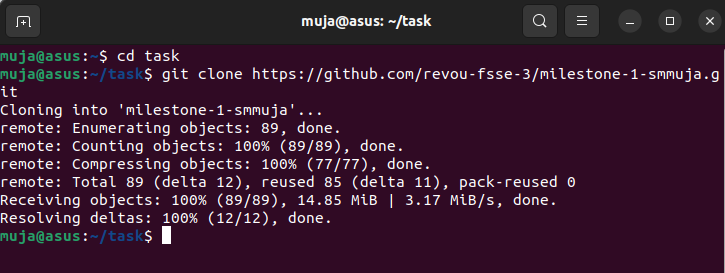 muja@asus: ~/task
muja@asus:~$ cd task
muja@asus:~/task$ git clone https://github.com/revou-fsse-3/milestone-1-smmuja.g
it
Cloning into 'milestone-1-smmuja'...
remote: Enumerating objects: 89, done.
remote: Counting objects: 100% (89/89), done.
remote: Compressing objects: 100% (77/77), done.
remote: Total 89 (delta 12), reused 85 (delta 11), pack-reused 0
Receiving objects: 100% (89/89), 14.85 MiB | 3.17 MiB/s, done.
Resolving deltas: 100% (12/12), done.
muja@asus:~/task$